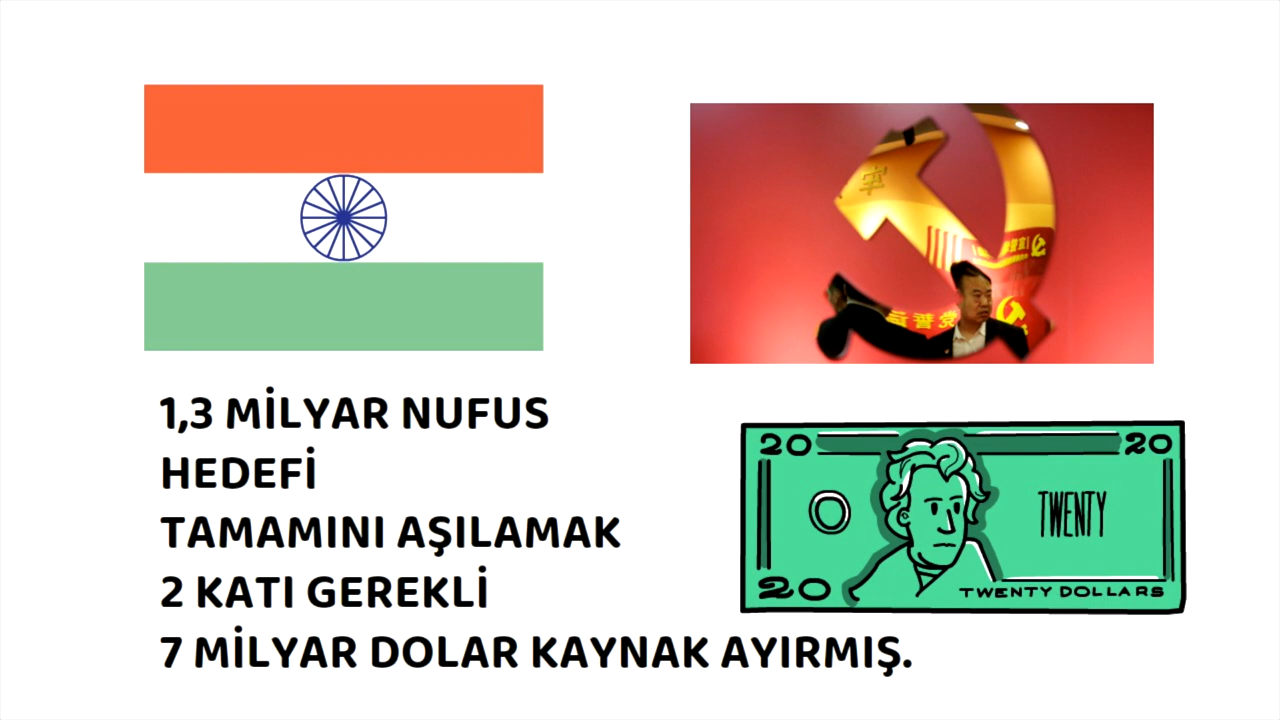 1,3 MİLYAR NUFUS
HEDEFİ
TAMAMINI AŞILAMAK
2 KATI GEREKLİ
7 MİLYAR DOLAR KAYNAK AYIRMIŞ.
20
20
TWENTY
20
TWENTY DOLLARS